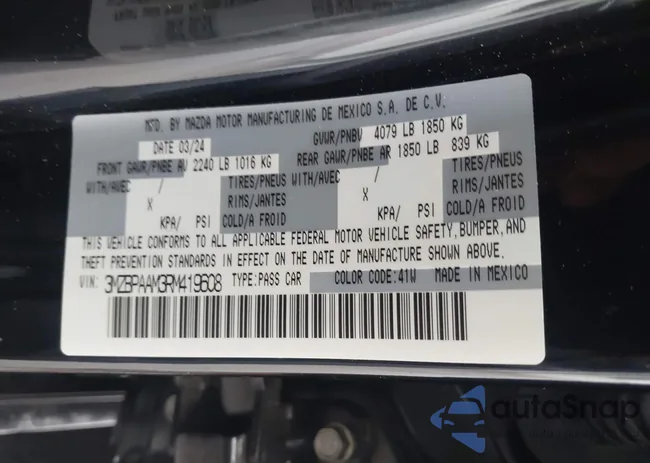 MFD. BY MAZDA MOTOR MANUFACTURING DE MEXICO S.A. DE C.V.
DATE 03/24 GVWR/PNBV 4079 LB 1850 KG
FRONT GAWR/PNBE AV 2240 LB 1016 KG REAR GAWR/PNBE AR 1850 LB 839 KG
WITH/AVEC / TIRES/PNEUS WITH/AVEC / TIRES/PNEUS
X RIMS/JANTES X RIMS/JANTES
KPA/ PSI COLD/A FROID KPA/ PSI COLD/A FROID
THIS VEHICLE CONFORMS TO ALL APPLICABLE FEDERAL MOTOR VEHICLE SAFETY, BUMPER, AND
THEFT PREVENTION STANDARDS IN EFFECT ON THE DATE OF MANUFACTURE SHOWN ABOVE.
VIN: 3MZBPAAM3RM419608 TYPE:PASS CAR COLOR CODE:41W MADE IN MEXICO
autoSnap